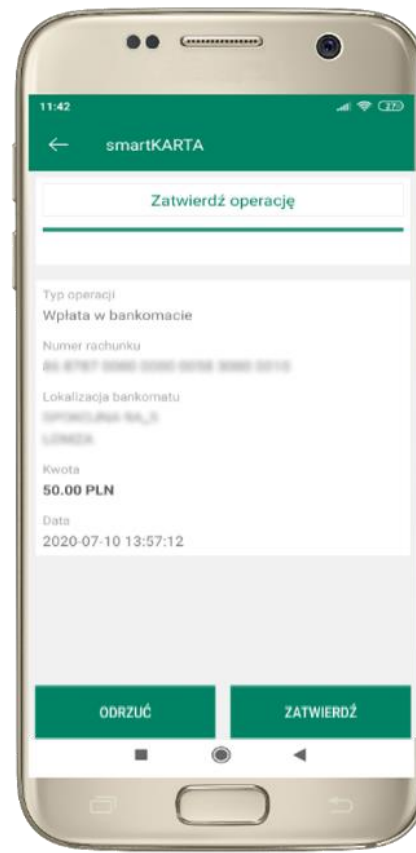 11:42
27
smartKARTA
Zatwierdź operację
Typ operacji
Wpłata w bankomacie
Numer rachunku
Lokalizacja bankomatu
Kwota
50.00 PLN
Data
2020-07-10 13:57:12
ODRZUĆ
ZATWIERDŹ